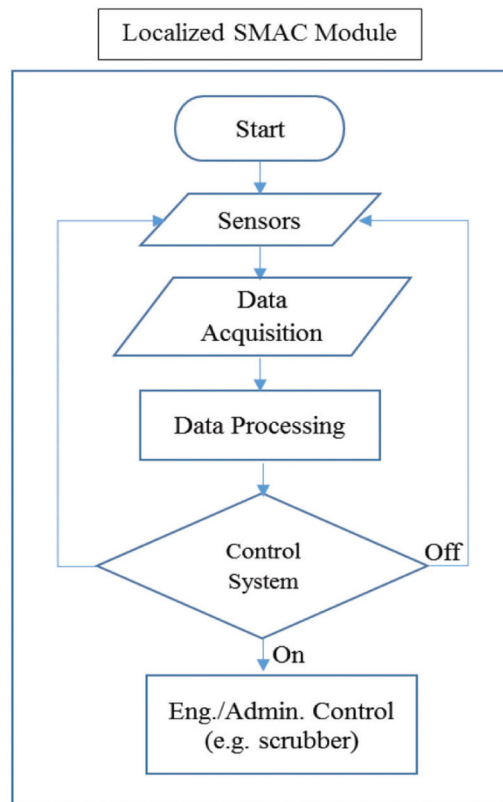 Localized SMAC Module
Start
Sensors
Data
Acquisition
Data Processing
Control
System
Off
On
Eng./Admin. Control
(e.g. scrubber)